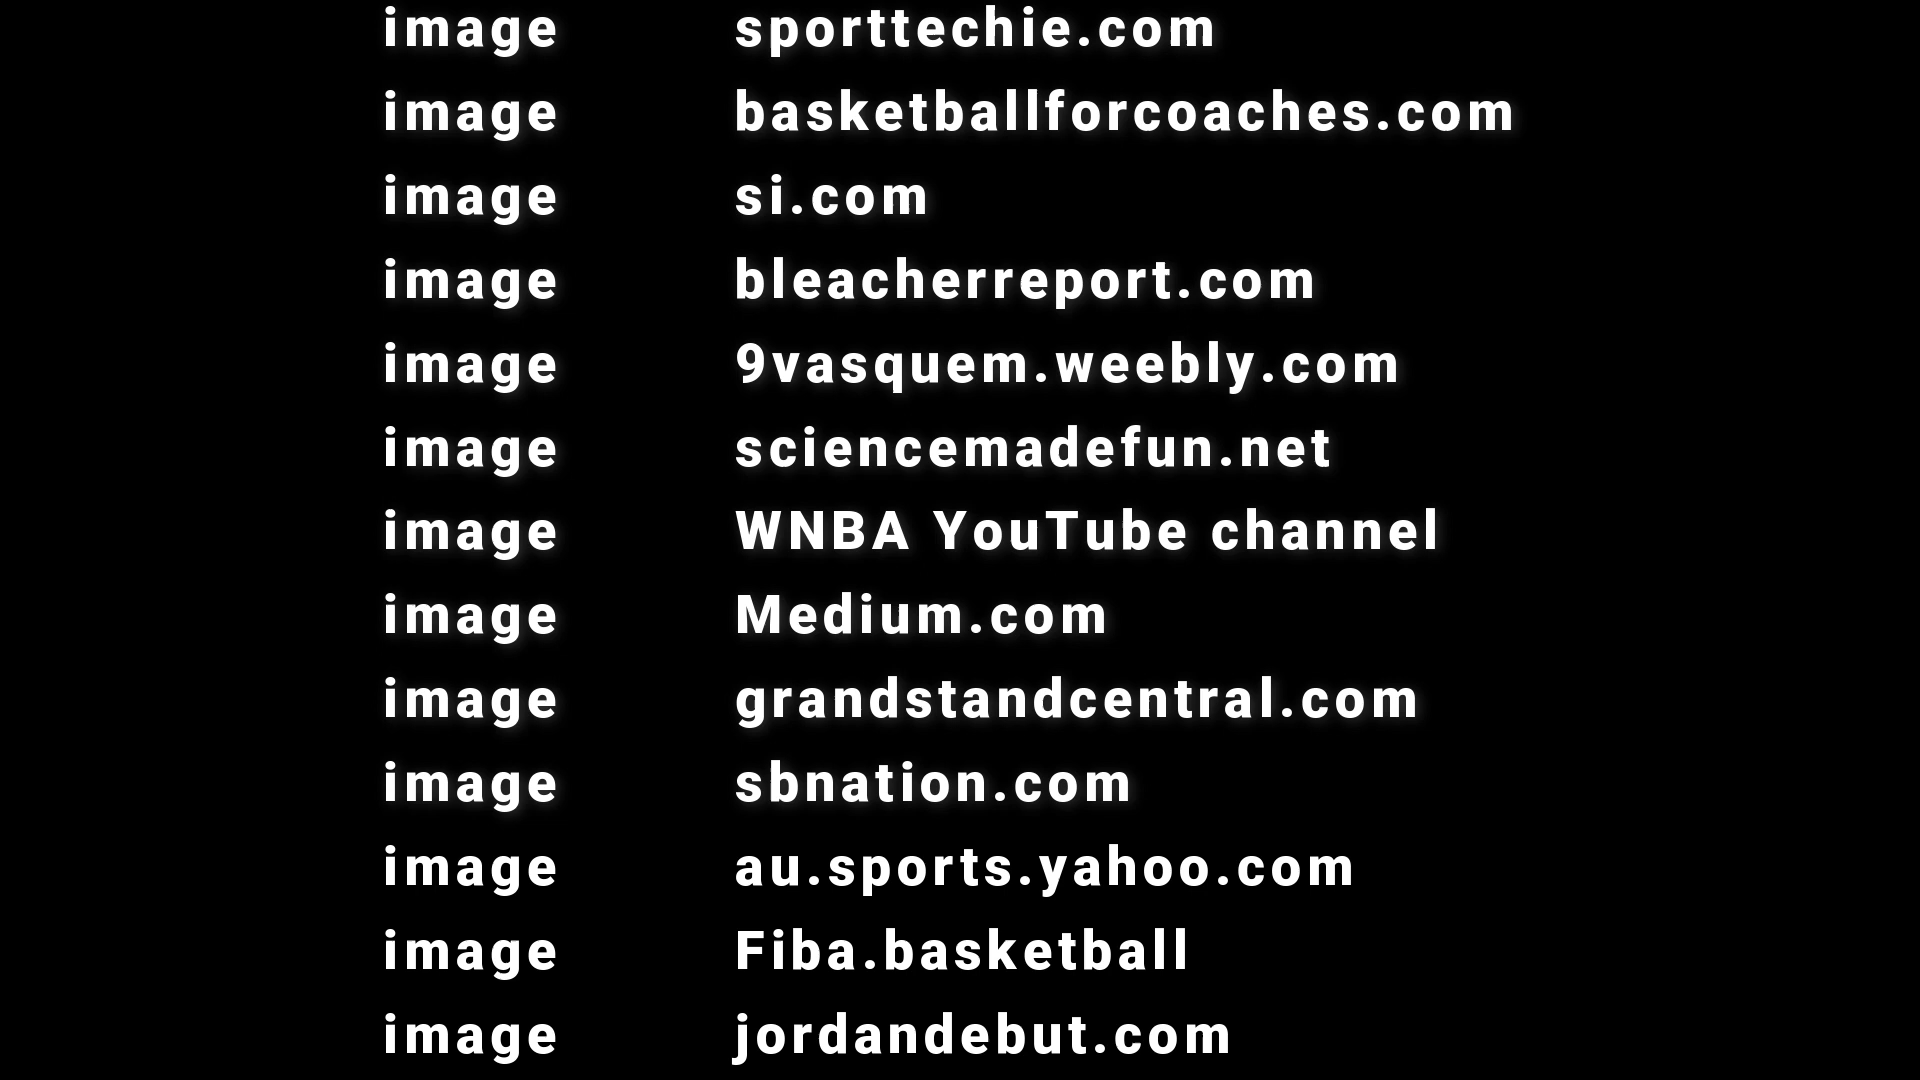 image sporttechie.com
image basketballforcoaches.com
image si.com
image bleacherreport.com
image 9vasquem.weebly.com
image sciencemadefun.net
image WNBA YouTube channel
image Medium.com
image grandstandcentral.com
image sbnation.com
image au.sports.yahoo.com
image Fiba.basketball
image jordandebut.com